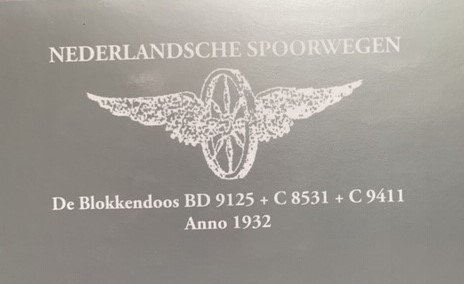 NEDERLANDSCHE SPOORWEGEN
De Blokkendoos BD 9125 + C 8531 + C 9411
Anno 1932